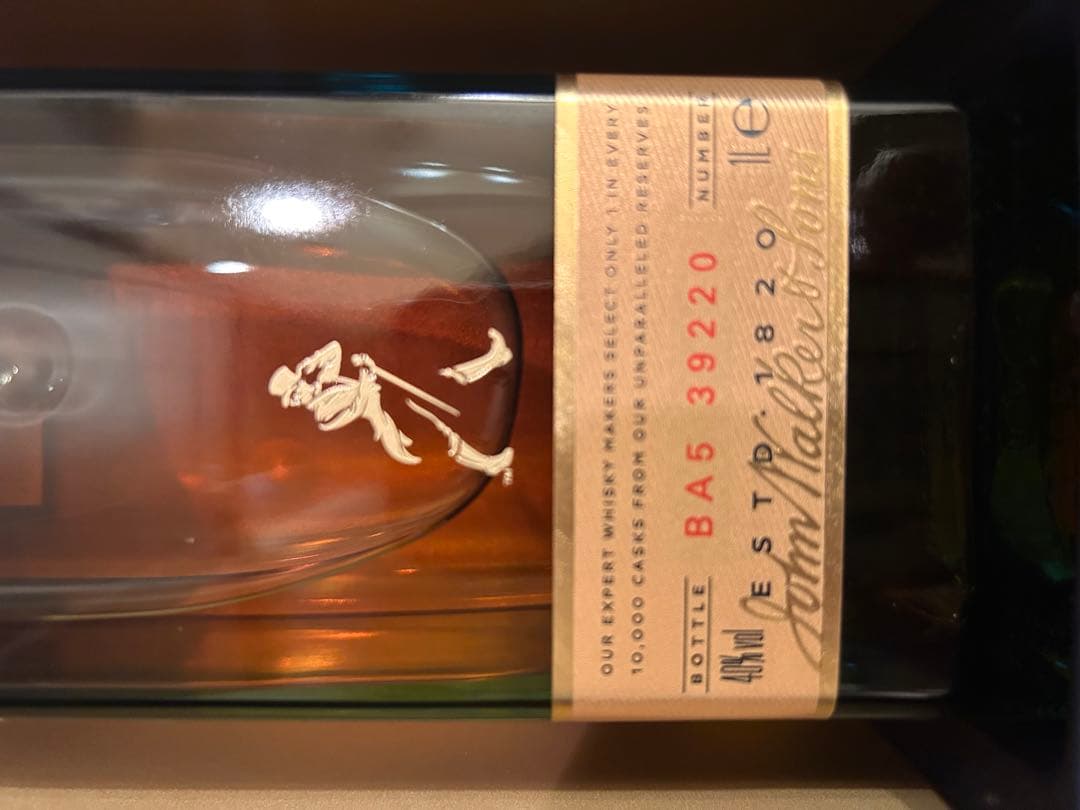 OUR EXPERT WHISKY MAKERS SELECT ONLY 1 IN EVERY
10,000 CASKS FROM OUR UNPARALLELED RESERVES
BOTTLE BA5 39220 NUMBER
40% vol ESTD. 1820 1L e
John Walker & Sons